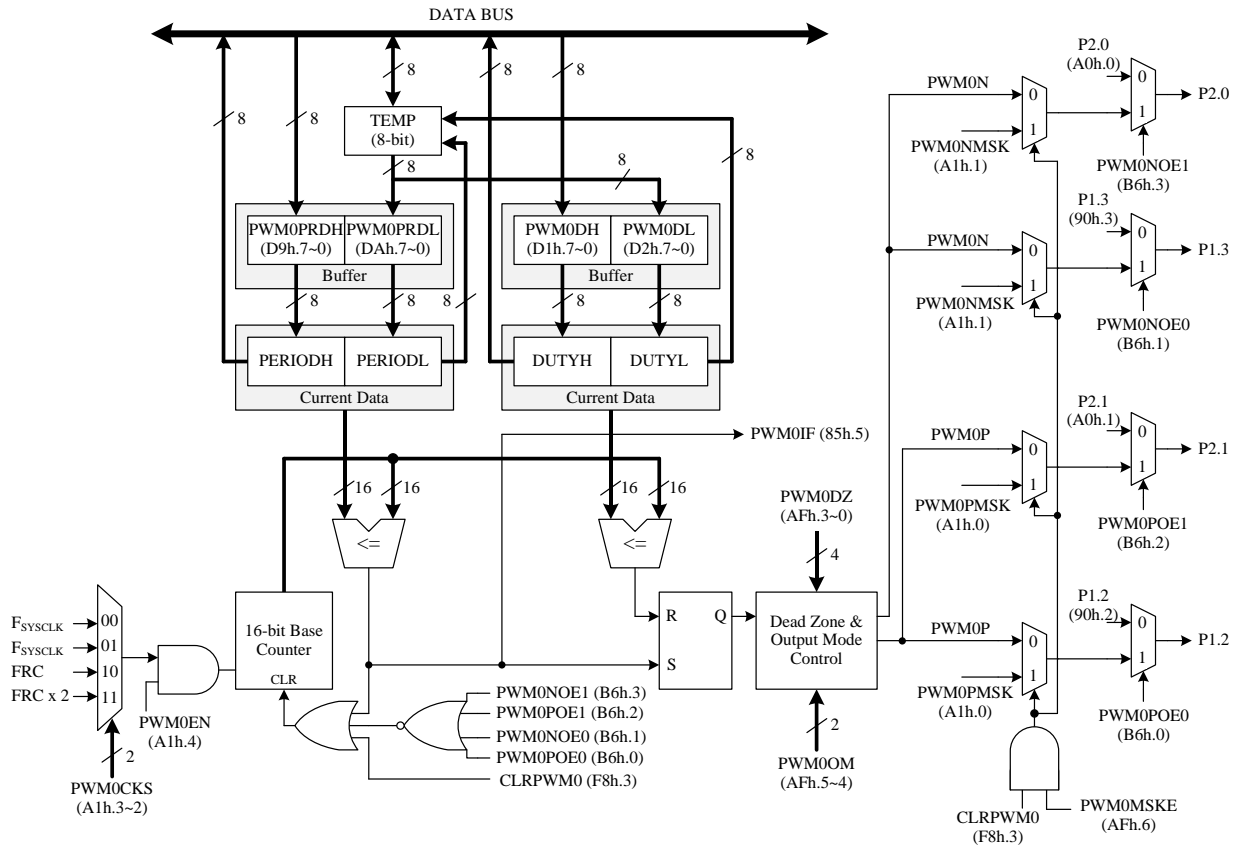 DATA BUS
8
8
8
8
8
TEMP
(8-bit)
8
8
8
PWM0PRDH
(D9h.7~0)
PWM0PRDL
(DAh.7~0)
Buffer
PWM0DH
(D1h.7~0)
PWM0DL
(D2h.7~0)
Buffer
8
8
8
8
8
PERIODH
PERIODL
Current Data
DUTYH
DUTYL
Current Data
PWM0IF (85h.5)
16
16
16
16
<=
<=
FSYSCLK
FSYSCLK
FRC
FRC x 2
00
01
10
11
2
PWM0CKS
(A1h.3~2)
PWM0EN
(A1h.4)
16-bit Base
Counter
CLR
PWM0NOE1 (B6h.3)
PWM0POE1 (B6h.2)
PWM0NOE0 (B6h.1)
PWM0POE0 (B6h.0)
CLRPWM0 (F8h.3)
R
S
Q
PWM0DZ
(AFh.3~0)
4
Dead Zone &
Output Mode
Control
2
PWM0OM
(AFh.5~4)
PWM0N
PWM0NMSK
(A1h.1)
0
1
P2.0
(A0h.0)
0
1
P2.0
PWM0NOE1
(B6h.3)
PWM0N
PWM0NMSK
(A1h.1)
0
1
P1.3
(90h.3)
0
1
P1.3
PWM0NOE0
(B6h.1)
PWM0P
PWM0PMSK
(A1h.0)
0
1
P2.1
(A0h.1)
0
1
P2.1
PWM0POE1
(B6h.2)
PWM0P
PWM0PMSK
(A1h.0)
0
1
P1.2
(90h.2)
0
1
P1.2
PWM0POE0
(B6h.0)
CLRPWM0
(F8h.3)
PWM0MSKE
(AFh.6)